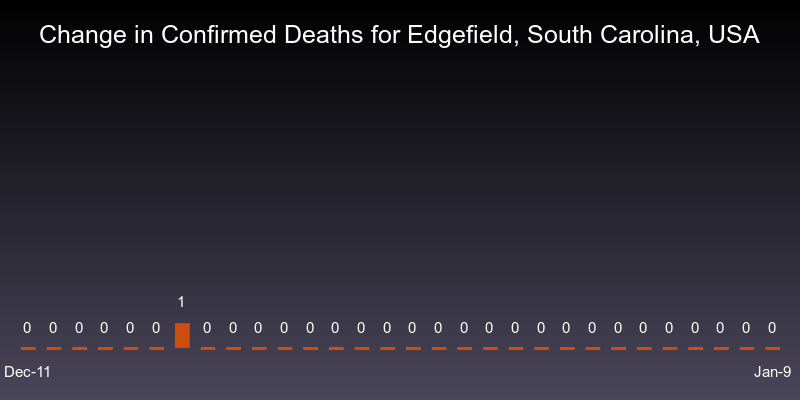 Change in Confirmed Deaths for Edgefield, South Carolina, USA
1
0 0 0 0 0 0 0 0 0 0 0 0 0 0 0 0 0 0 0 0 0 0 0 0 0 0 0 0 0
Dec-11 Jan-9